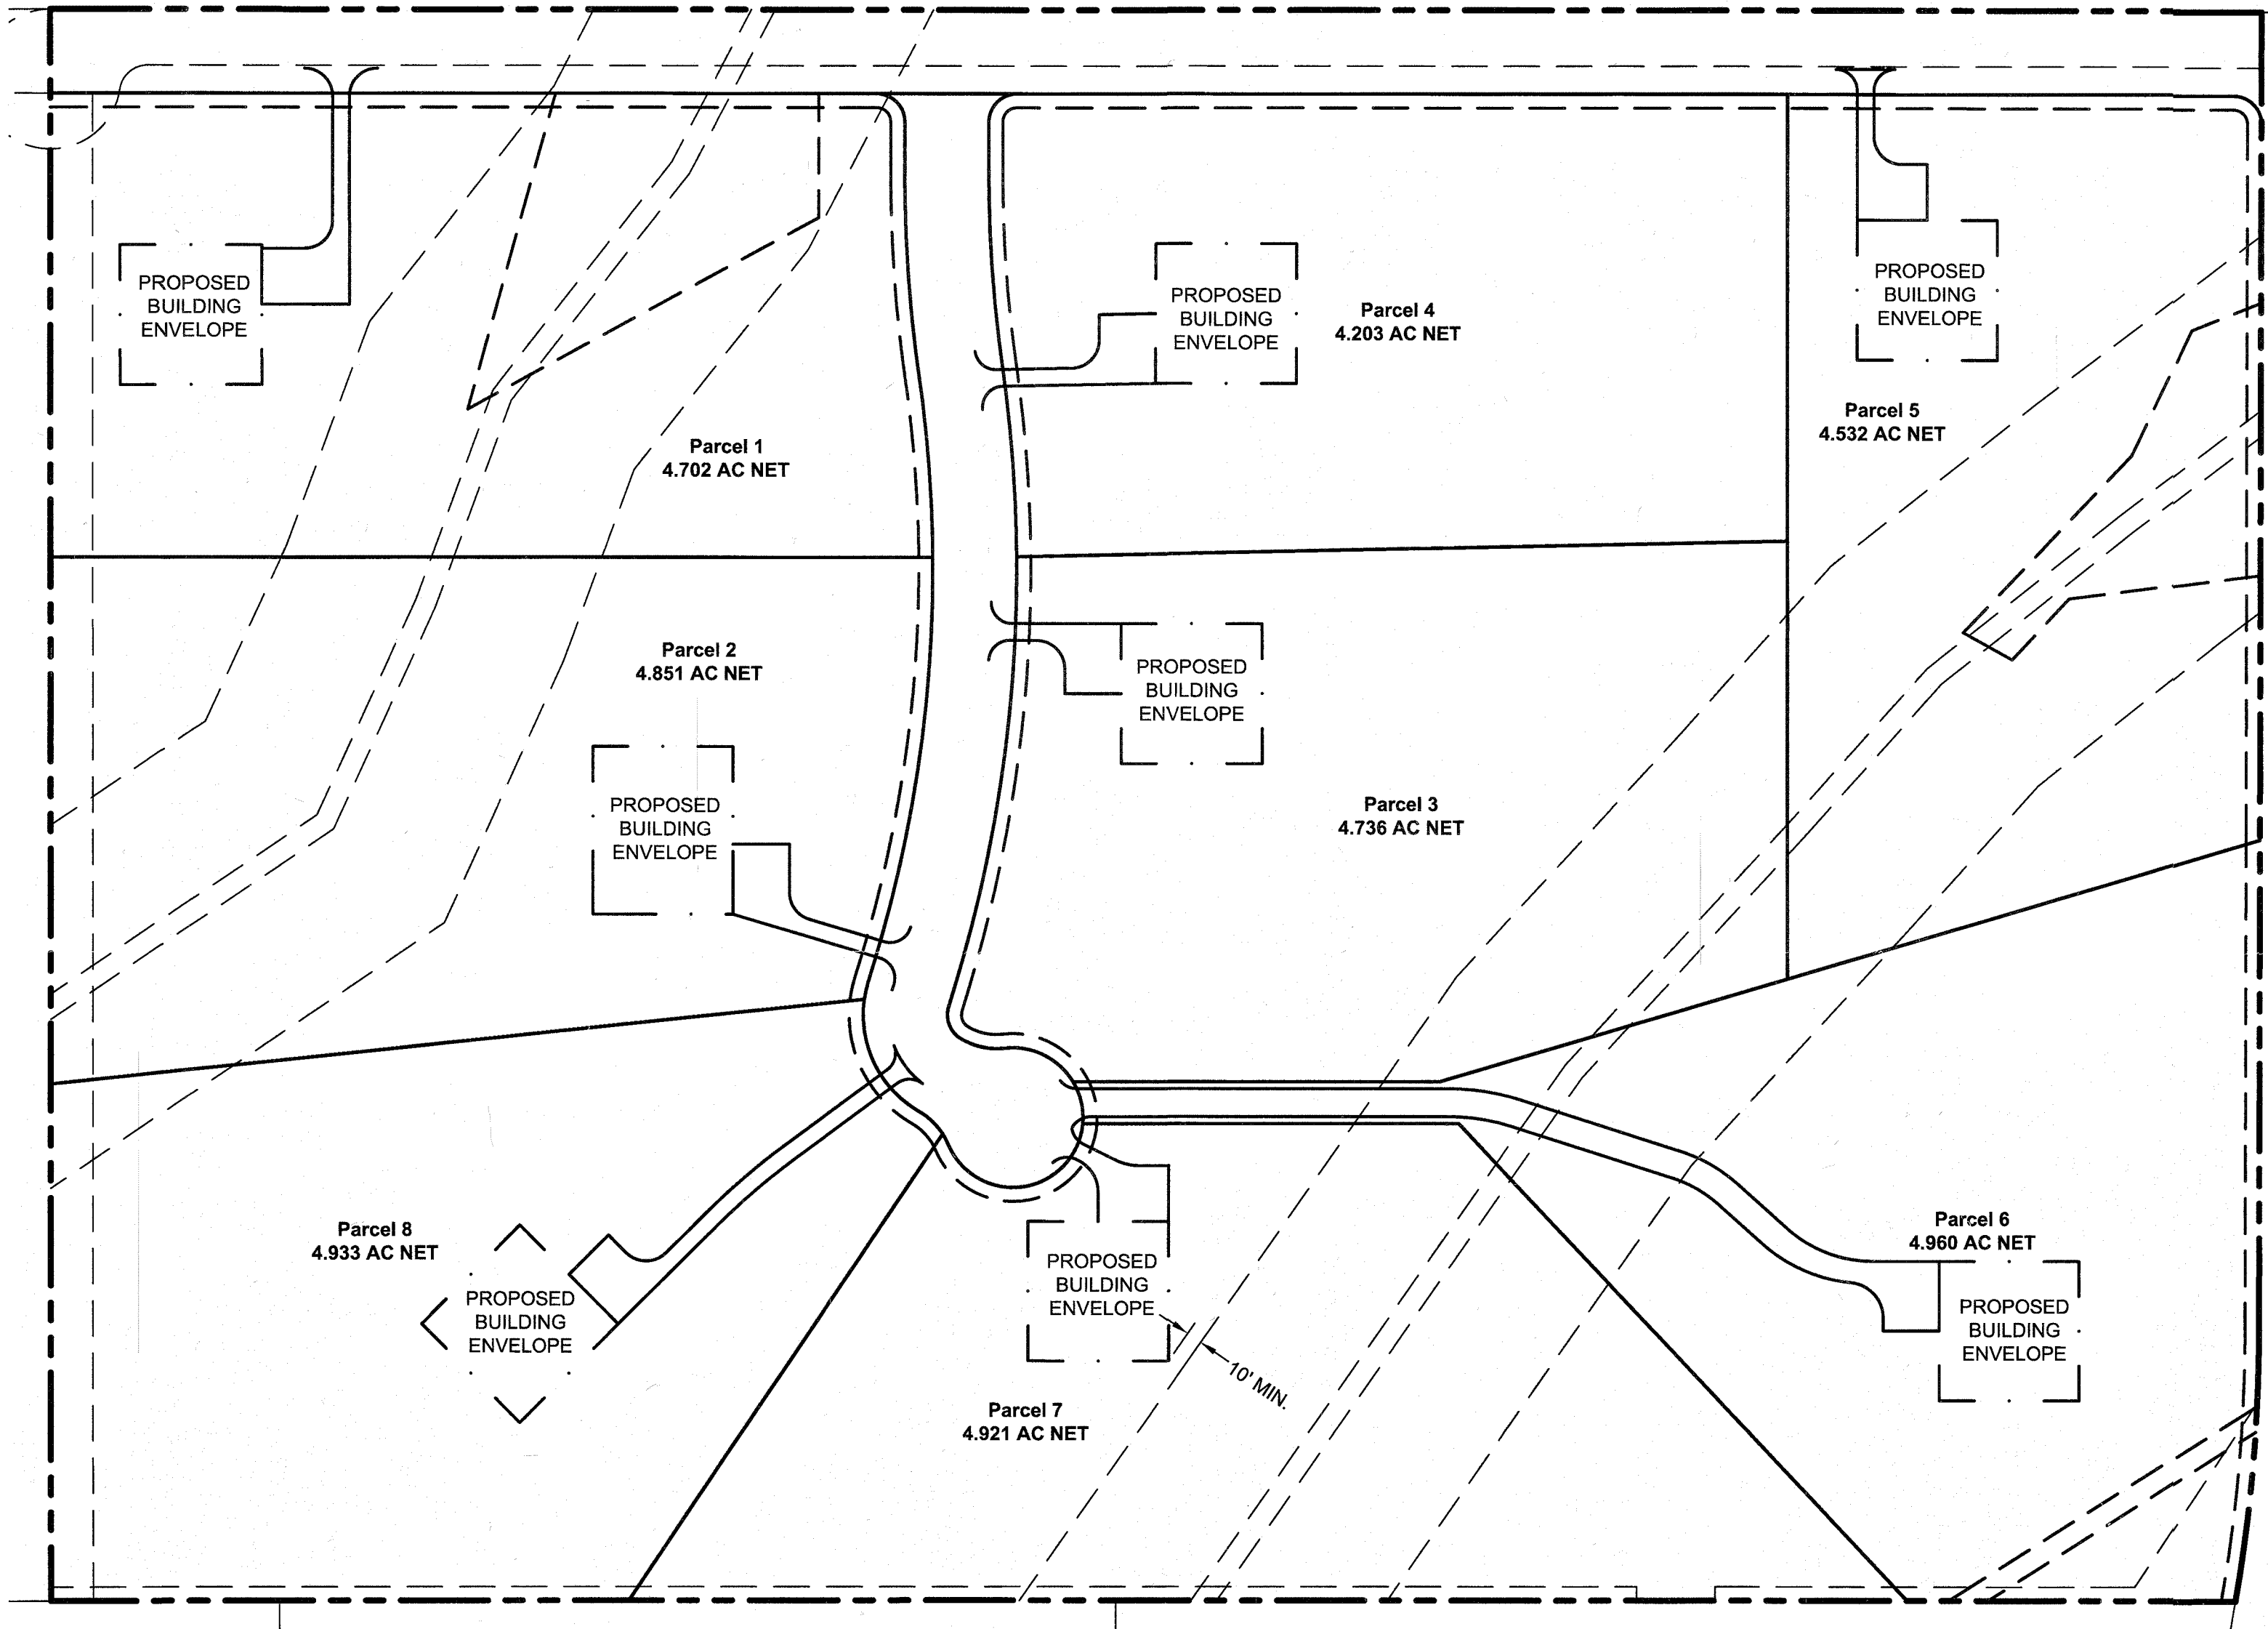 PROPOSED
BUILDING
ENVELOPE
PROPOSED
BUILDING
ENVELOPE
Parcel 4
4.203 AC NET
PROPOSED
BUILDING
ENVELOPE
Parcel 5
4.532 AC NET
Parcel 1
4.702 AC NET
Parcel 2
4.851 AC NET
PROPOSED
BUILDING
ENVELOPE
PROPOSED
BUILDING
ENVELOPE
Parcel 3
4.736 AC NET
Parcel 8
4.933 AC NET
PROPOSED
BUILDING
ENVELOPE
PROPOSED
BUILDING
ENVELOPE
10' MIN.
Parcel 7
4.921 AC NET
Parcel 6
4.960 AC NET
PROPOSED
BUILDING
ENVELOPE